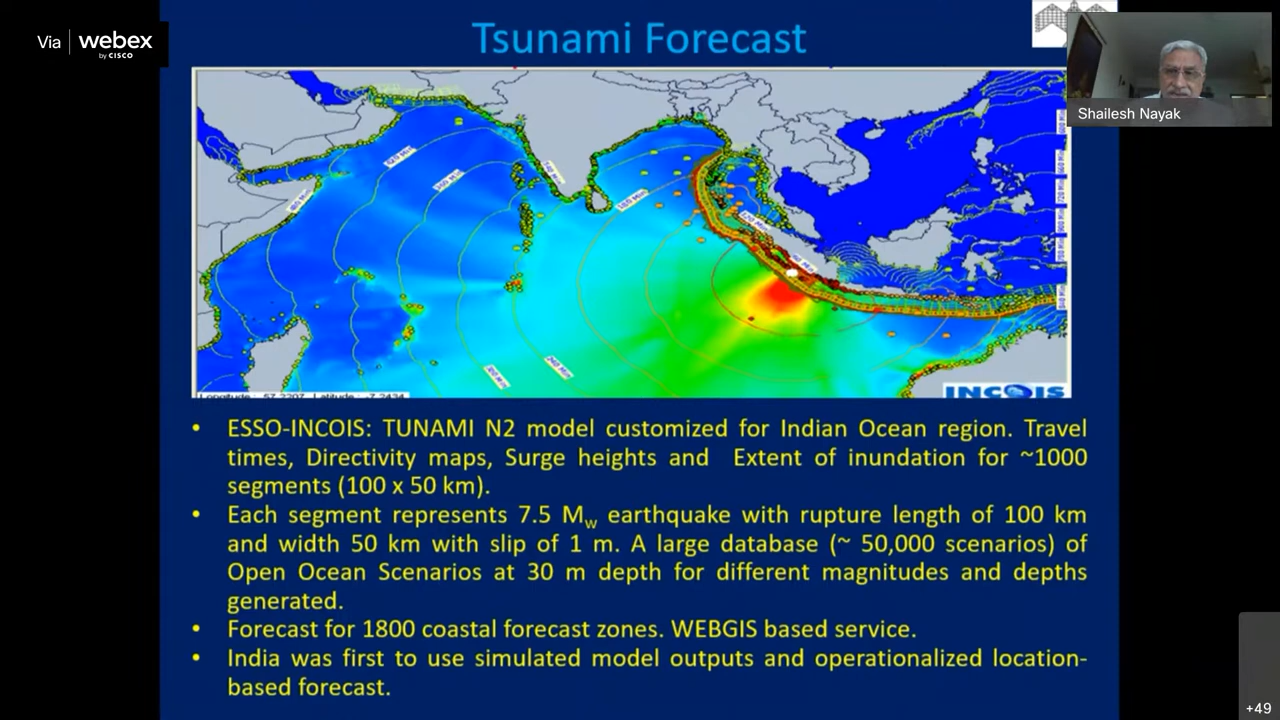 Via webex
by CISCO
Tsunami Forecast
Shailesh Nayak
180 Min
240 Min
INCOIS
• ESSO-INCOIS: TUNAMI N2 model customized for Indian Ocean region. Travel
times, Directivity maps, Surge heights and Extent of inundation for ~1000
segments (100 x 50 km).
• Each segment represents 7.5 Mw earthquake with rupture length of 100 km
and width 50 km with slip of 1 m. A large database (~ 50,000 scenarios) of
Open Ocean Scenarios at 30 m depth for different magnitudes and depths
generated.
• Forecast for 1800 coastal forecast zones. WEBGIS based service.
• India was first to use simulated model outputs and operationalized location-
based forecast.
+49